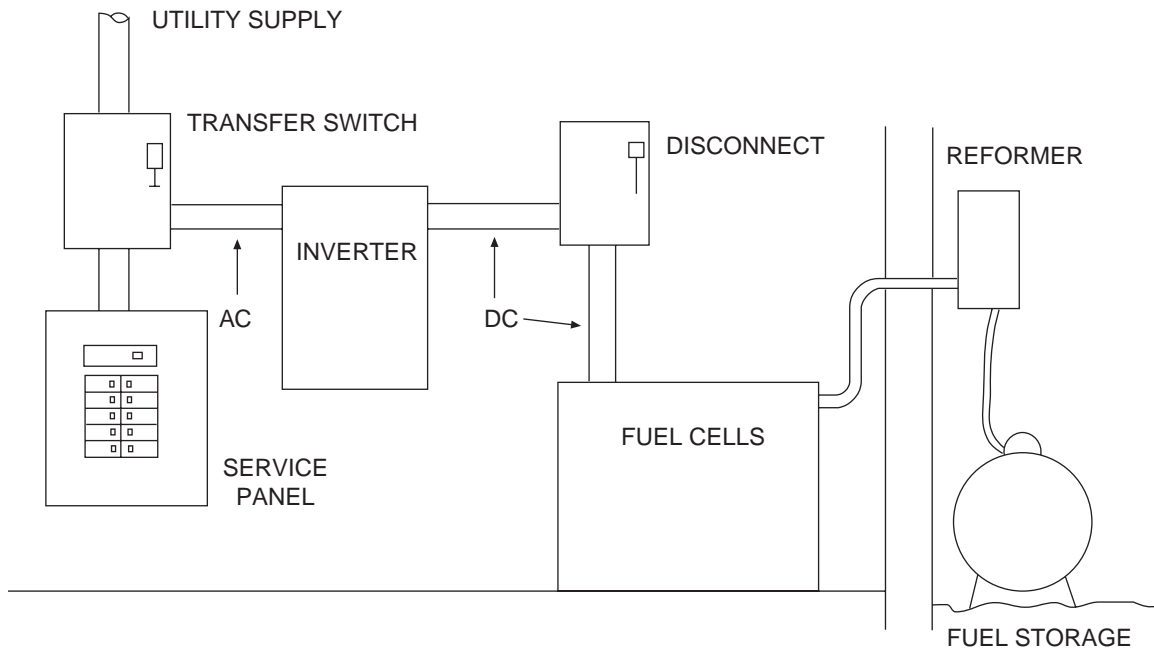 UTILITY SUPPLY
TRANSFER SWITCH
DISCONNECT
REFORMER
INVERTER
AC
DC
FUEL CELLS
SERVICE
PANEL
FUEL STORAGE